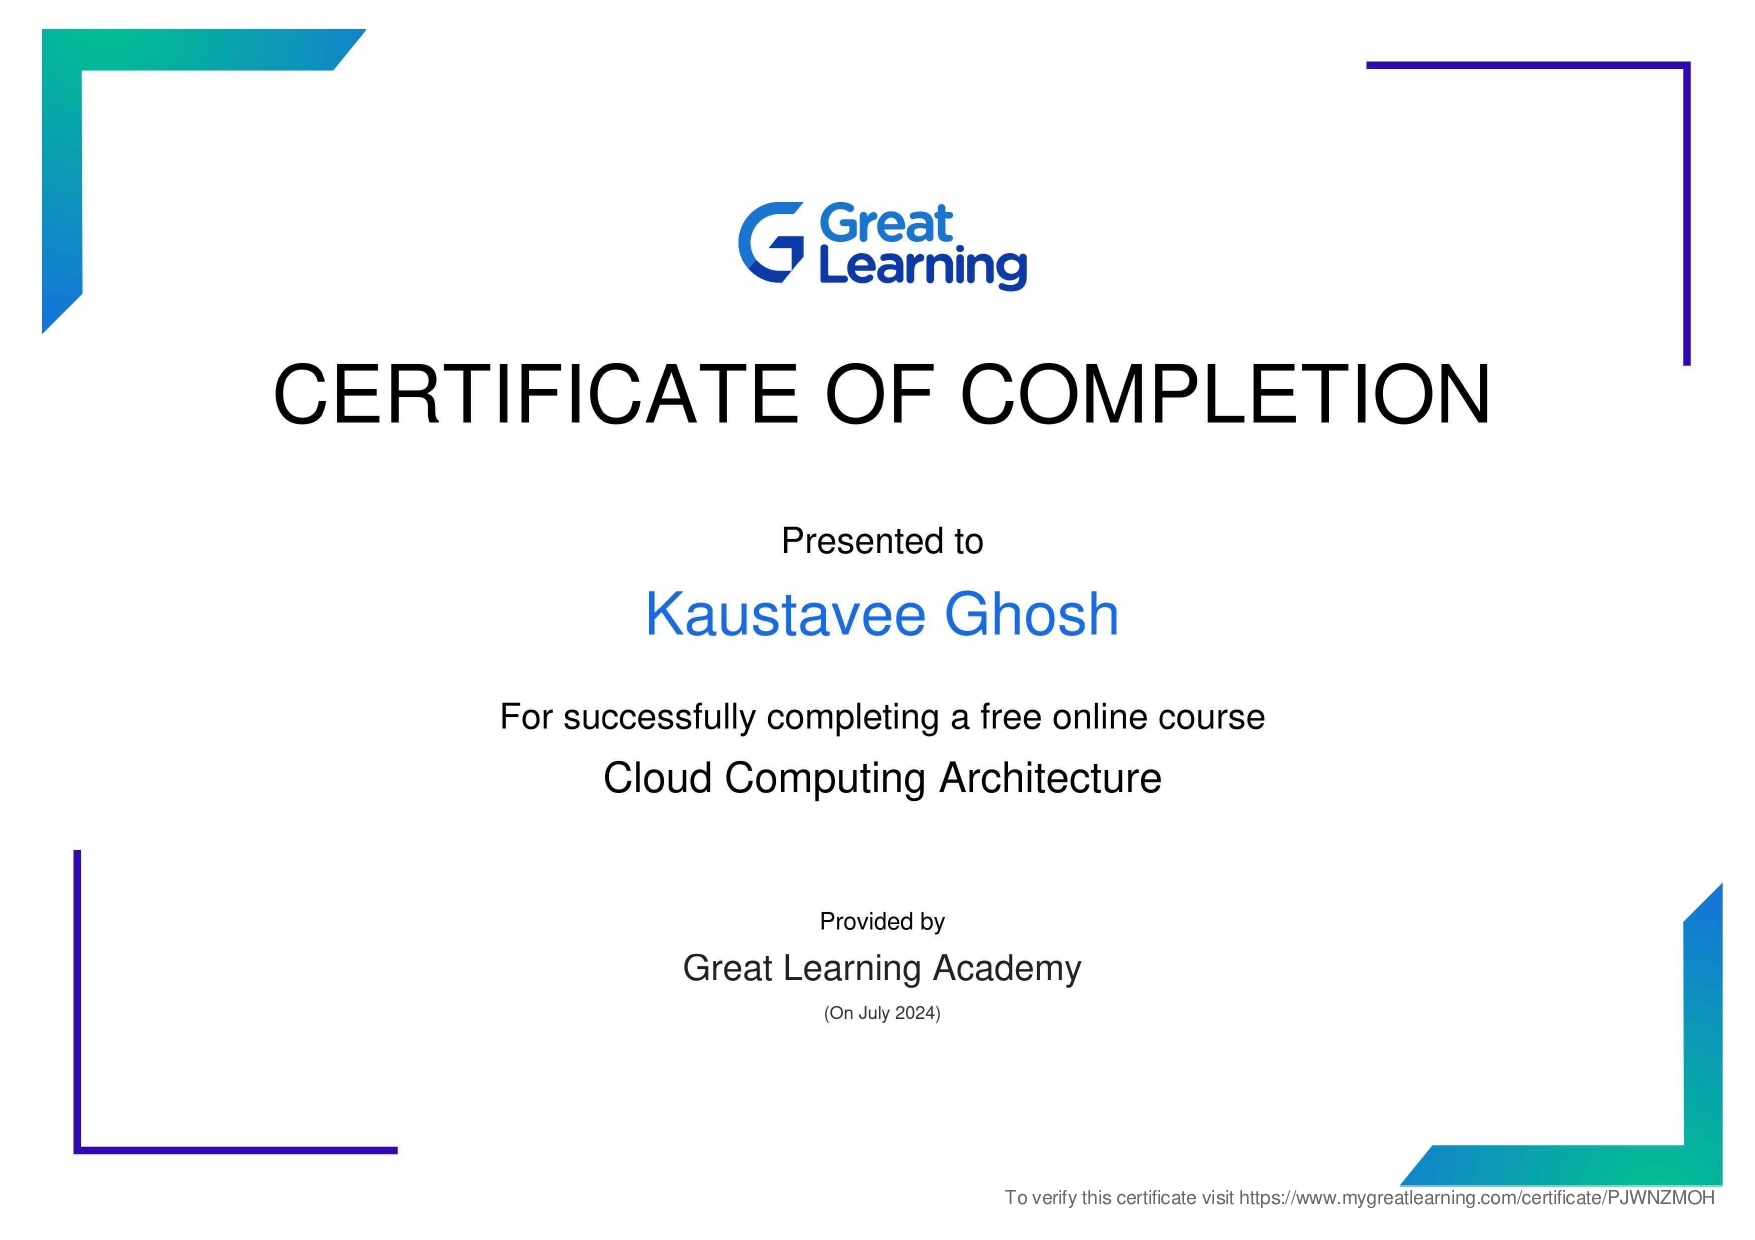 Great
Learning
CERTIFICATE OF COMPLETION
Presented to
Kaustavee Ghosh
For successfully completing a free online course
Cloud Computing Architecture
Provided by
Great Learning Academy
(On July 2024)
To verify this certificate visit https://www.mygreatlearning.com/certificate/PJWNZMOH